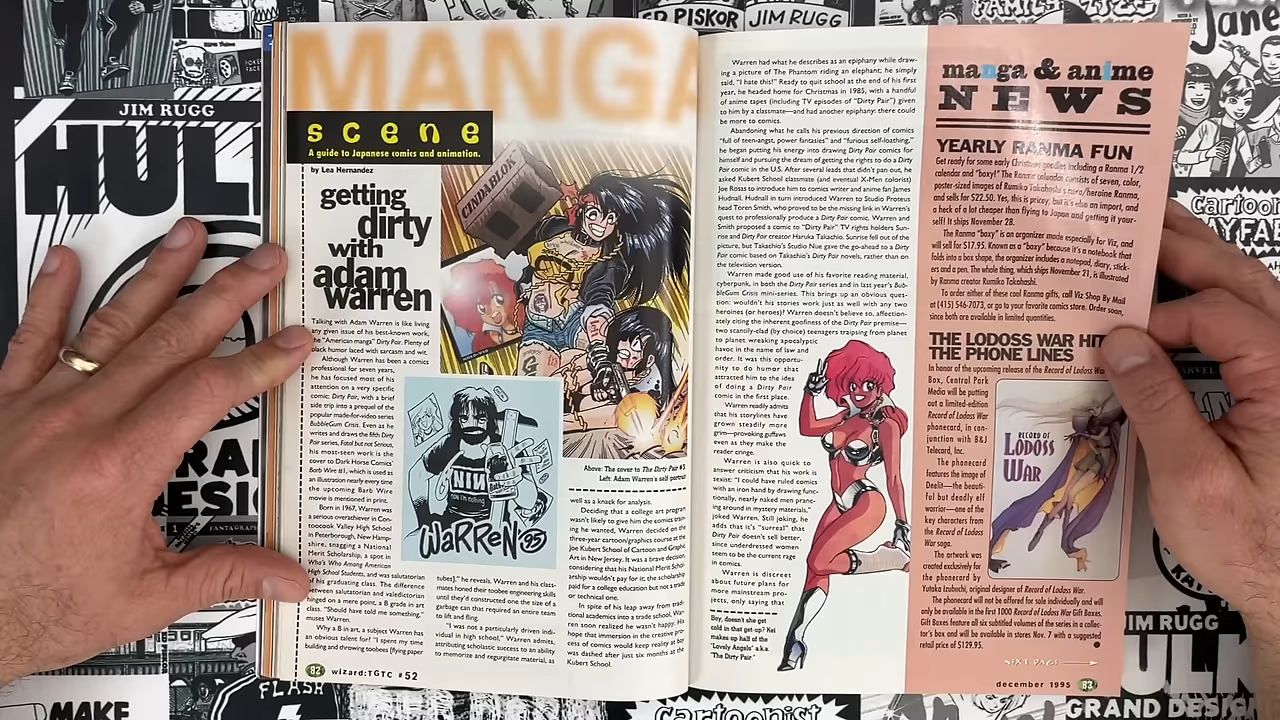 ED PISKOR
JIM RUGG
JIM RUGG
HUL
MANGA
scene
A guide to Japanese comics and animation.
by Lea Hernandez
getting
dirty
with
adam
warren
Talking with Adam Warren is like living
any given issue of his best-known work,
the "American manga" Dirty Pair. Plenty of
black humor laced with sarcasm and wit.
Although Warren has been a comics
professional for seven years,
he has focused most of his
attention on a very specific
comic: Dirty Pair, with a brief
side trip into a prequel of the
popular made-for-video series
BubbleGum Crisis. Even as he
writes and draws the fifth Dirty
Pair series, Fatal but not Serious,
his most-seen work is the
cover to Dark Horse Comics'
Barb Wire #1, which is used as
an illustration nearly every time
the upcoming Barb Wire
movie is mentioned in print.
Born in 1967, Warren was
a serious overachiever in Con-
toocook Valley High School
in Peterborough, New Hamp-
shire, snagging a National
Merit Scholarship, a spot in
Who's Who Among American
High School Students, and was salutatorian
of his graduating class. The difference
between salutatorian and valedictorian
hinged on a mere point, a B grade in art
class. "Should have told me something,"
muses Warren.
Why a B in art, a subject Warren has
an obvious talent for? "I spent my time
building and throwing toobees [flying paper
CINDABLOK
NIN
WARREN '95
tubes]," he reveals. Warren and his class-
mates honed their toobee engineering skills
until they'd constructed one the size of a
garbage can that required an entire team
to lift and fling.
"I was not a particularly driven indi-
vidual in high school," Warren admits,
attributing scholastic success to an ability
to memorize and regurgitate material, as
Above: The cover to The Dirty Pair #3
Left: Adam Warren's self-portrait
well as a knack for analysis.
Deciding that a college art program
wasn't likely to give him the comics train-
ing he wanted, Warren decided on the
three-year cartoon/graphics course at the
Joe Kubert School of Cartoon and Graphic
Art in New Jersey. It was a brave decision,
considering that his National Merit Schol-
arship wouldn't pay for it; the scholarship
paid for a college education but not a trade
or technical one.
In spite of his leap away from tradi-
tional academics into a trade school, War-
ren soon realized he wasn't happy. His
hope that immersion in the creative pro-
cess of comics would keep reality at bay
was dashed after just six months at the
Kubert School.
82 wizard:TGTC #52
Warren had what he describes as an epiphany while draw-
ing a picture of The Phantom riding an elephant; he simply
said, "I hate this!" Ready to quit school at the end of his first
year, he headed home for Christmas in 1985, with a handful
of anime tapes (including TV episodes of "Dirty Pair") given
to him by a classmate—and had another epiphany: there could
be more to comics.
Abandoning what he calls his previous direction of comics
"full of teen-angst, power fantasies" and "furious self-loathing,"
he began putting his energy into drawing Dirty Pair comics for
himself and pursuing the dream of getting the rights to do a Dirty
Pair comic in the U.S. After several leads that didn't pan out, he
asked Kubert School classmate (and eventual X-Men colorist)
Joe Rosas to introduce him to comics writer and anime fan James
Hudnall. Hudnall in turn introduced Warren to Studio Proteus
head Toren Smith, who proved to be the missing link in Warren's
quest to professionally produce a Dirty Pair comic. Warren and
Smith proposed a comic to "Dirty Pair" TV rights holders Sun-
rise and Dirty Pair creator Haruka Takachio. Sunrise fell out of the
picture, but Takachio's Studio Nue gave the go-ahead to a Dirty
Pair comic based on Takachio's Dirty Pair novels, rather than on
the television version.
Warren made good use of his favorite reading material,
cyberpunk, in both the Dirty Pair series and in last year's Bub-
bleGum Crisis mini-series. This brings up an obvious ques-
tion: wouldn't his stories work just as well with any two
heroines (or heroes)? Warren doesn't believe so, affection-
ately citing the inherent goofiness of the Dirty Pair premise—
two scantily-clad (by choice) teenagers traipsing from planet
to planet wreaking apocalyptic
havoc in the name of law and
order. It was this opportu-
nity to do humor that
attracted him to the idea
of doing a Dirty Pair
comic in the first place.
Warren readily admits
that his storylines have
grown steadily more
grim—provoking guffaws
even as they make the
reader cringe.
Warren is also quick to
answer criticism that his work is
sexist: "I could have ruled comics
with an iron hand by drawing func-
tionally, nearly naked men pranc-
ing around in mystery materials,"
joked Warren. Still joking, he
adds that it's "surreal" that
Dirty Pair doesn't sell better,
since underdressed women
seem to be the current rage
in comics.
Warren is discreet
about future plans for
more mainstream pro-
jects, only saying that
Boy, doesn't she get
cold in that get-up? Kei
makes up half of the
"Lovely Angels" a.k.a.
"The Dirty Pair."
manga & anime
NEWS
YEARLY RANMA FUN
Get ready for some early Christmas goodies including a Ranma 1/2
calendar and "boxy!" The Ranma calendar consists of seven, color,
poster-sized images of Rumiko Takahashi's hero/heroine Ranma,
and sells for $22.50. Yes, this is pricey, but it's also an import, and
a heck of a lot cheaper than flying to Japan and getting it your-
self! It ships November 28.
The Ranma "boxy" is an organizer made especially for Viz, and
will sell for $17.95. Known as a "boxy" because it's a notebook that
folds into a box shape, the organizer includes a notepad, diary, stick-
ers and a pen. The whole thing, which ships November 21, is illustrated
by Ranma creator Rumiko Takahashi.
To order either of these cool Ranma gifts, call Viz Shop By Mail
at (415) 546-7073, or go to your favorite comics store. Order soon,
since both are available in limited quantities.
THE LODOSS WAR HIT
THE PHONE LINES
In honor of the upcoming release of the Record of Lodoss War
Box, Central Park
Media will be putting
out a limited-edition
Record of Lodoss War
phonecard, in con-
junction with B&J
Telecard, Inc.
The phonecard
features the image of
Deedlit—the beauti-
ful but deadly elf
warrior—one of the
key characters from
the Record of Lodoss
War saga.
The artwork was
created exclusively for
the phonecard by
Yutaka Izubuchi, original designer of Record of Lodoss War.
The phonecard will not be offered for sale individually and will
only be available in the first 1000 Record of Lodoss War Gift Boxes.
Gift Boxes feature all six subtitled volumes of the series in a collec-
tor's box and will be available in stores Nov. 7 with a suggested
retail price of $129.95.
RECORD OF
LODOSS
WAR
NEXT PAGE
december 1995 83
Jane
Cartoon
AYFA
FANTAGRAP
MARVEL
FLASH
MAKE
Cartoonist
JIM RUGG
ULK
GRAND DESIG